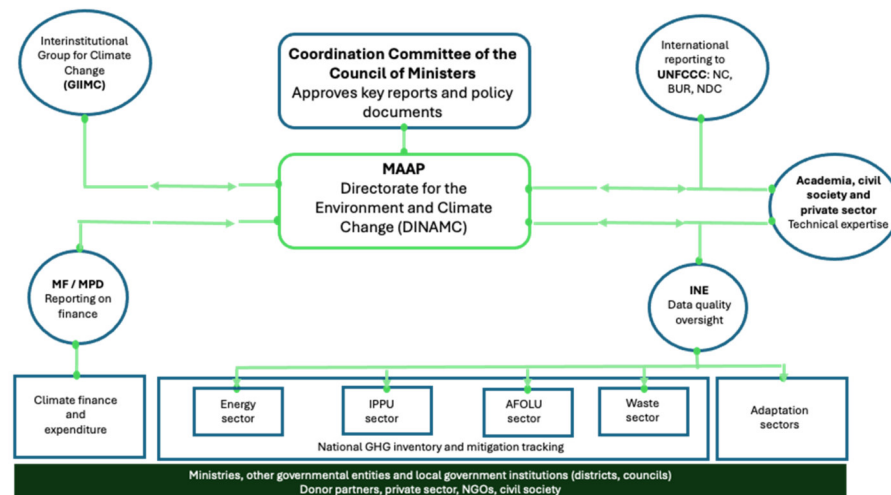 Interinstitutional
Group for Climate
Change
(GIIMC)
Coordination Committee of the
Council of Ministers
Approves key reports and policy
documents
International
reporting to
UNFCCC: NC,
BUR, NDC
MAAP
Directorate for the
Environment and Climate
Change (DINAMC)
Academia, civil
society and
private sector
Technical expertise
MF / MPD
Reporting on
finance
INE
Data quality
oversight
Climate finance
and
expenditure
Energy
sector
IPPU
sector
AFOLU
sector
Waste
sector
National GHG inventory and mitigation tracking
Adaptation
sectors
Ministries, other governmental entities and local government institutions (districts, councils)
Donor partners, private sector, NGOs, civil society